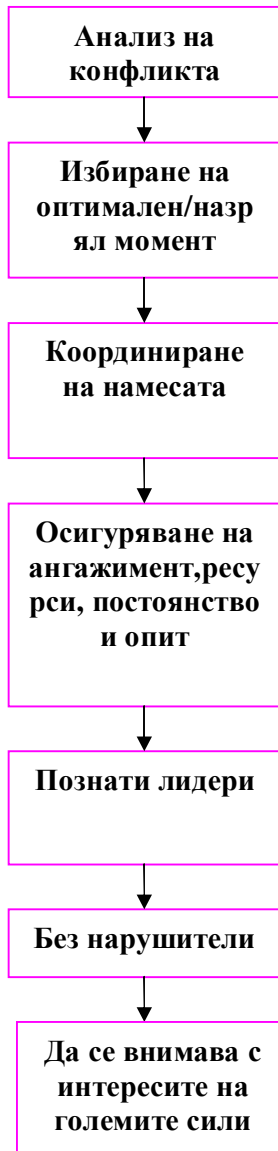 Анализ на
конфликта
Избиране на
оптимален/назр
ял момент
Координиране
на намесата
Осигуряване на
ангажимент,ресу
рси, постоянство
и опит
Познати лидери
Без нарушители
Да се внимава с
интересите на
големите сили